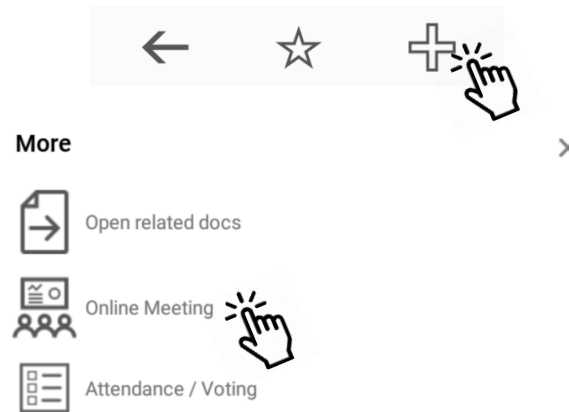 More
Open related docs
Online Meeting
Attendance / Voting